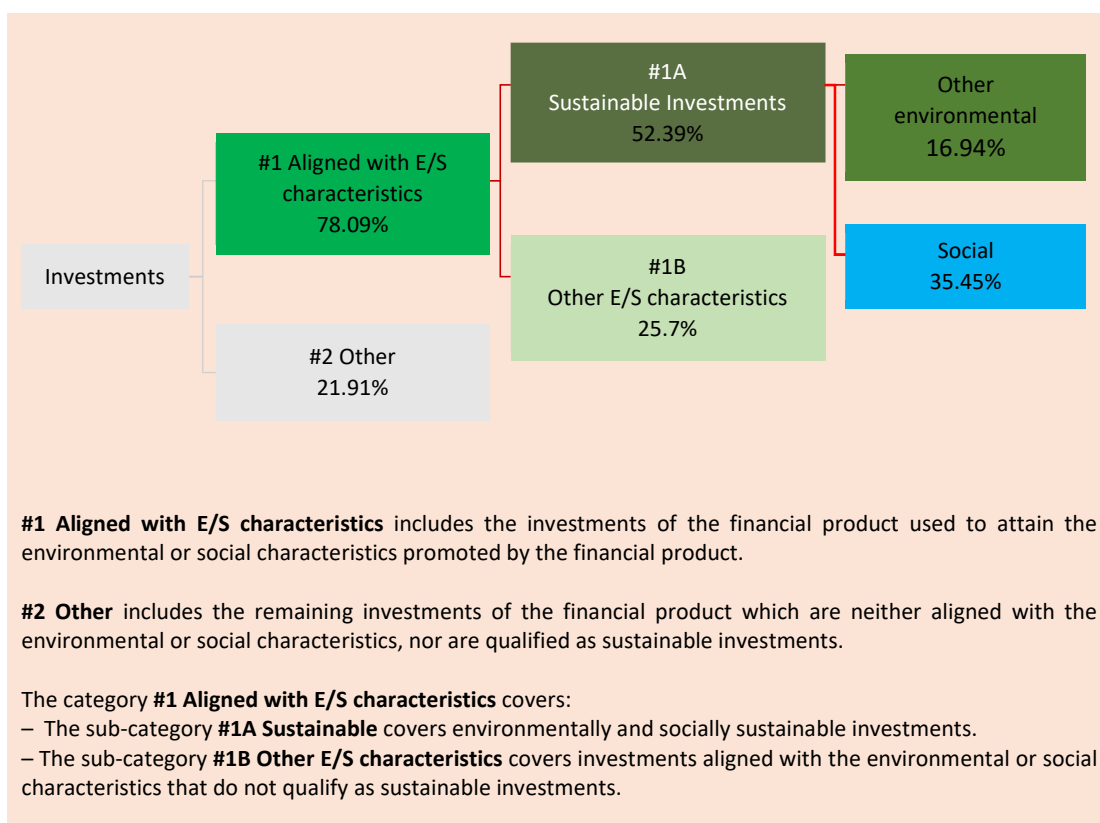 Investments
#1 Aligned with E/S
characteristics
78.09%
#2 Other
21.91%
#1A
Sustainable Investments
52.39%
#1B
Other E/S characteristics
25.7%
Other
environmental
16.94%
Social
35.45%
#1 Aligned with E/S characteristics includes the investments of the financial product used to attain the
environmental or social characteristics promoted by the financial product.
#2 Other includes the remaining investments of the financial product which are neither aligned with the
environmental or social characteristics, nor are qualified as sustainable investments.
The category #1 Aligned with E/S characteristics covers:
– The sub-category #1A Sustainable covers environmentally and socially sustainable investments.
– The sub-category #1B Other E/S characteristics covers investments aligned with the environmental or social
characteristics that do not qualify as sustainable investments.